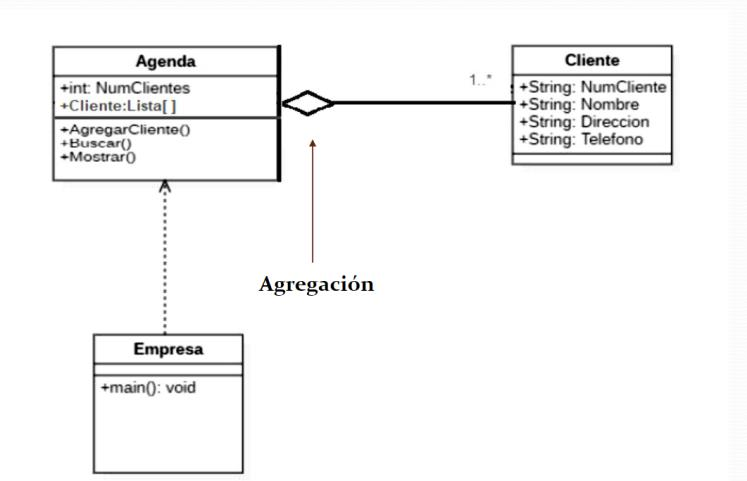 Agenda
+int: NumClientes
+Cliente:Lista[ ]
+AgregarCliente()
+Buscar()
+Mostrar()
1..*
Cliente
+String: NumCliente
+String: Nombre
+String: Direccion
+String: Telefono
Agregación
Empresa
+main(): void